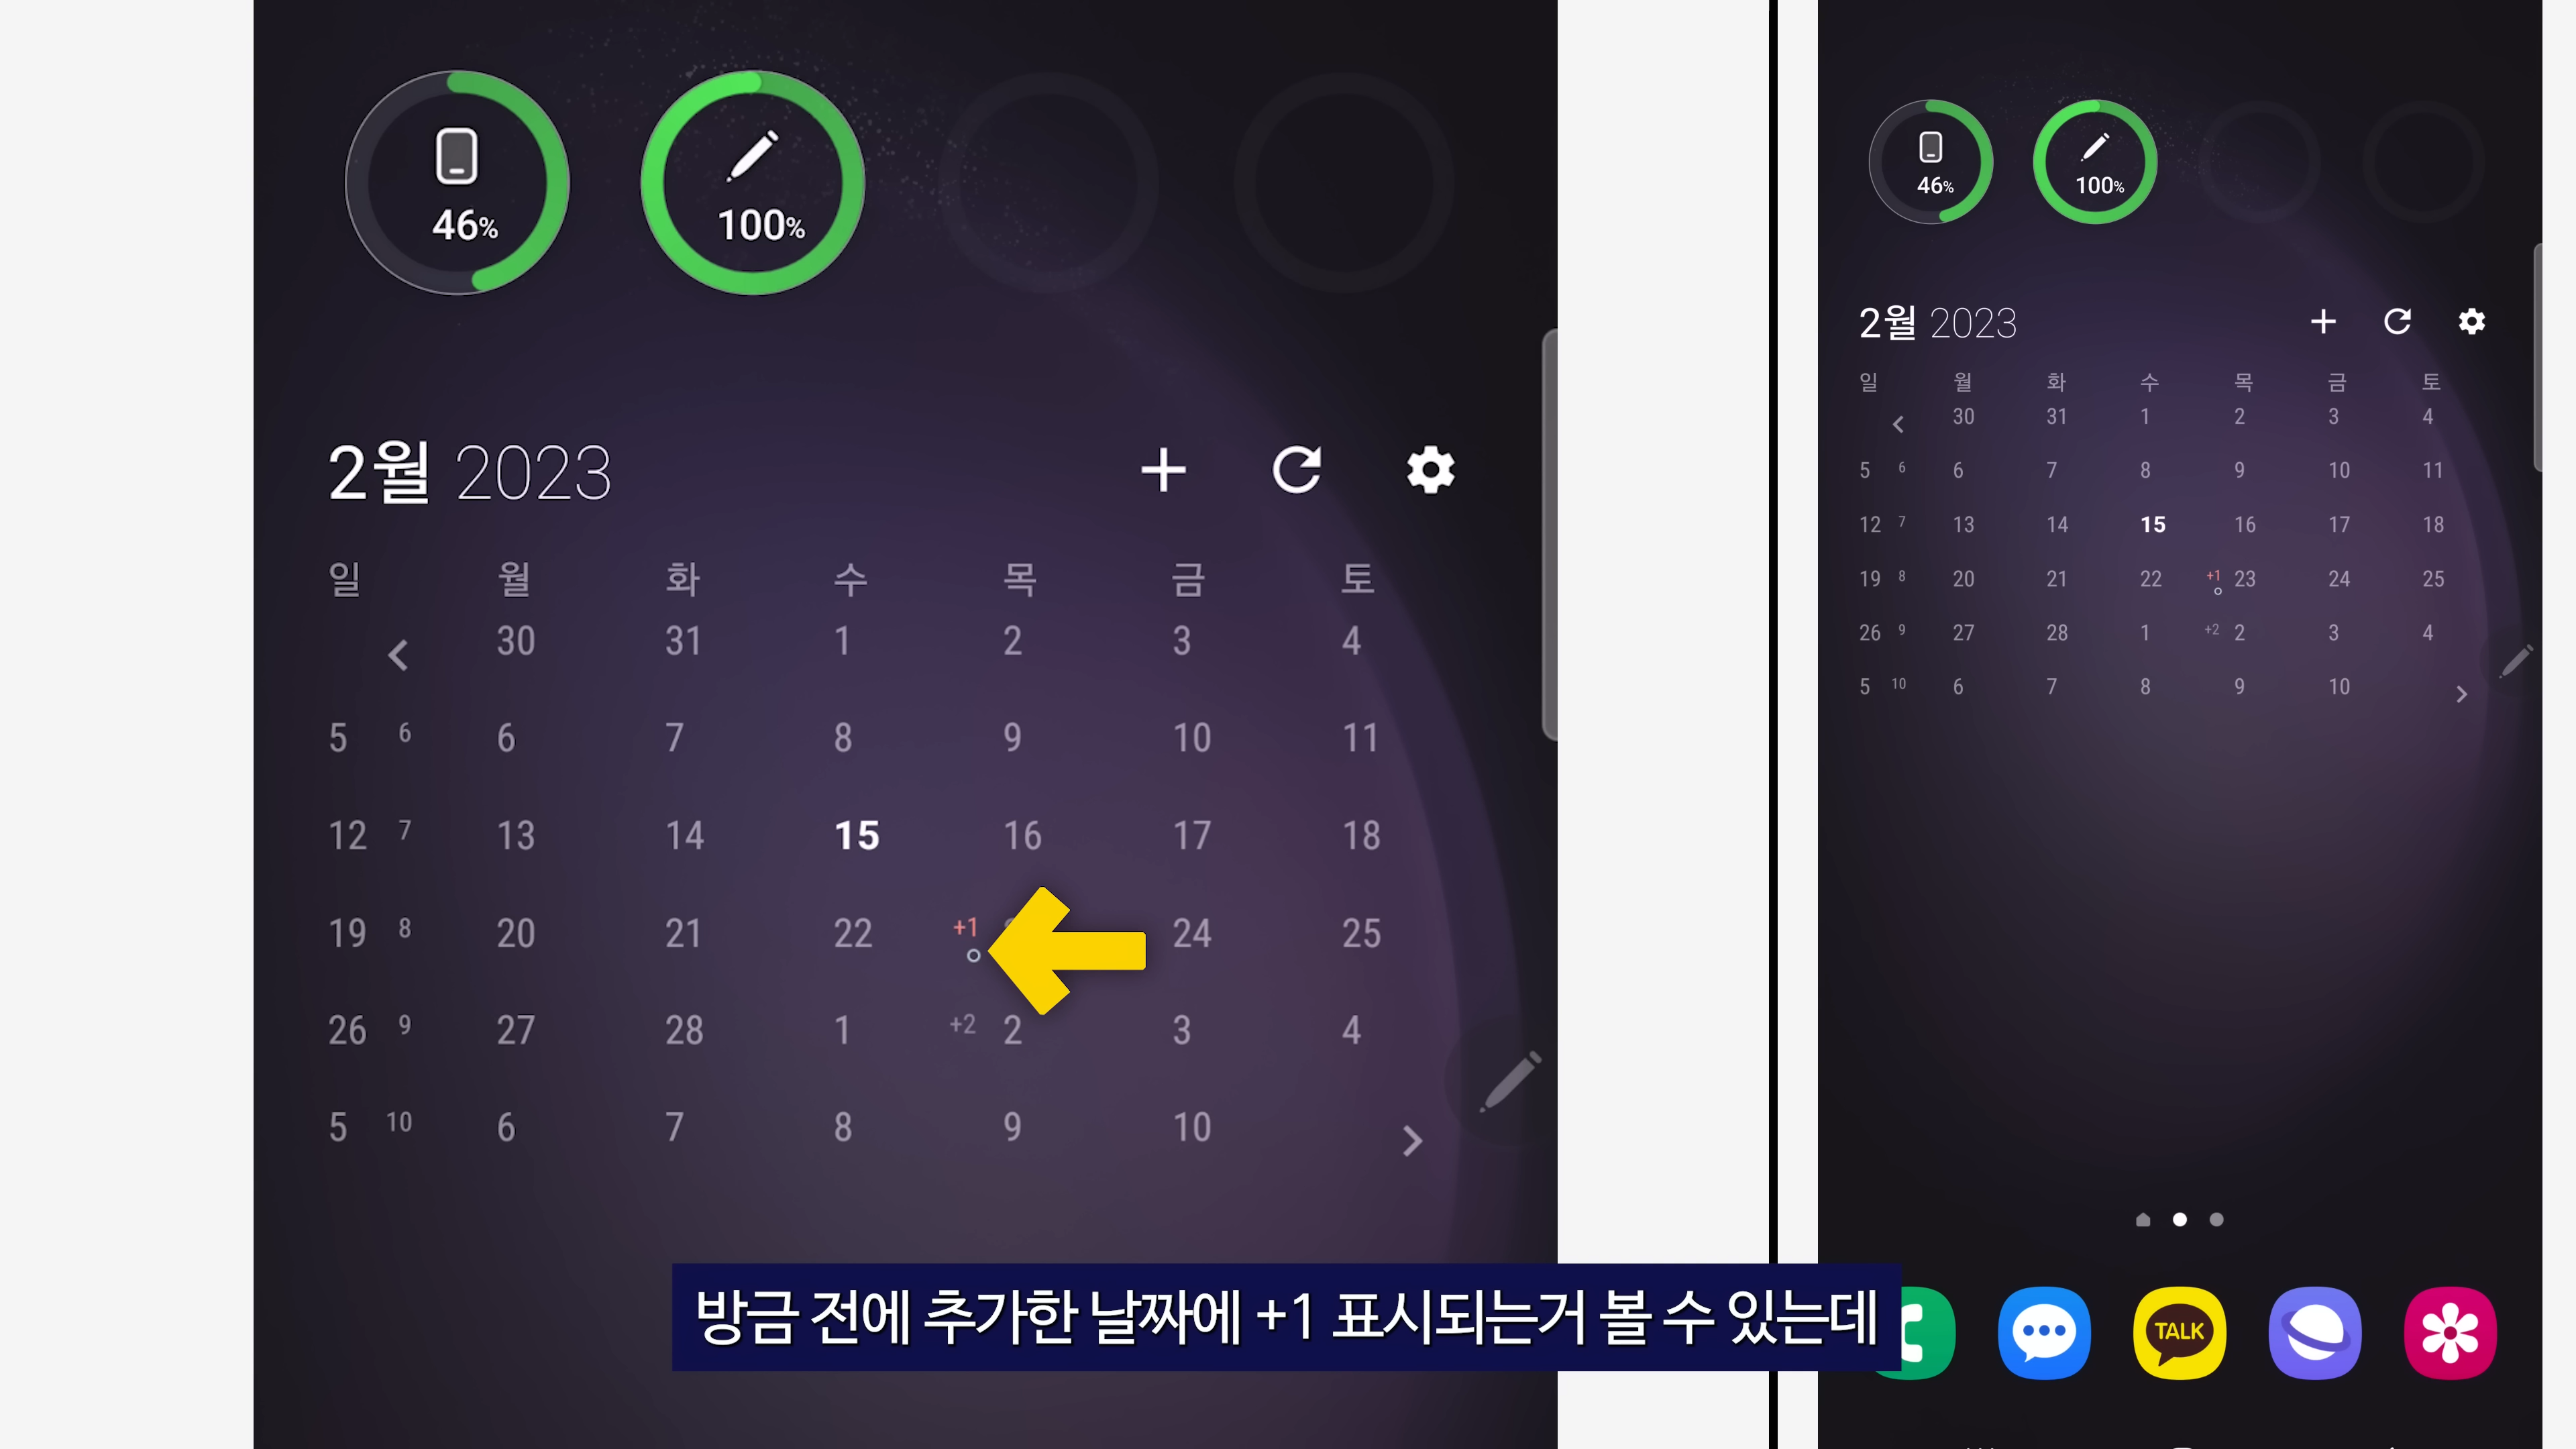 46%
100%
2월 2023
일 월 화 수 목 금 토
30 31 1 2 3 4
5 6 6 7 8 9 10 11
12 7 13 14 15 16 17 18
19 8 20 21 22 +1 24 25
26 9 27 28 1 +2 2 3 4
5 10 6 7 8 9 10
방금 전에 추가한 날짜에 +1 표시되는거 볼 수 있는데
46%
100%
2월 2023
일 월 화 수 목 금 토
30 31 1 2 3 4
5 6 6 7 8 9 10 11
12 7 13 14 15 16 17 18
19 8 20 21 22 +1 23 24 25
26 9 27 28 1 +2 2 3 4
5 10 6 7 8 9 10
TALK